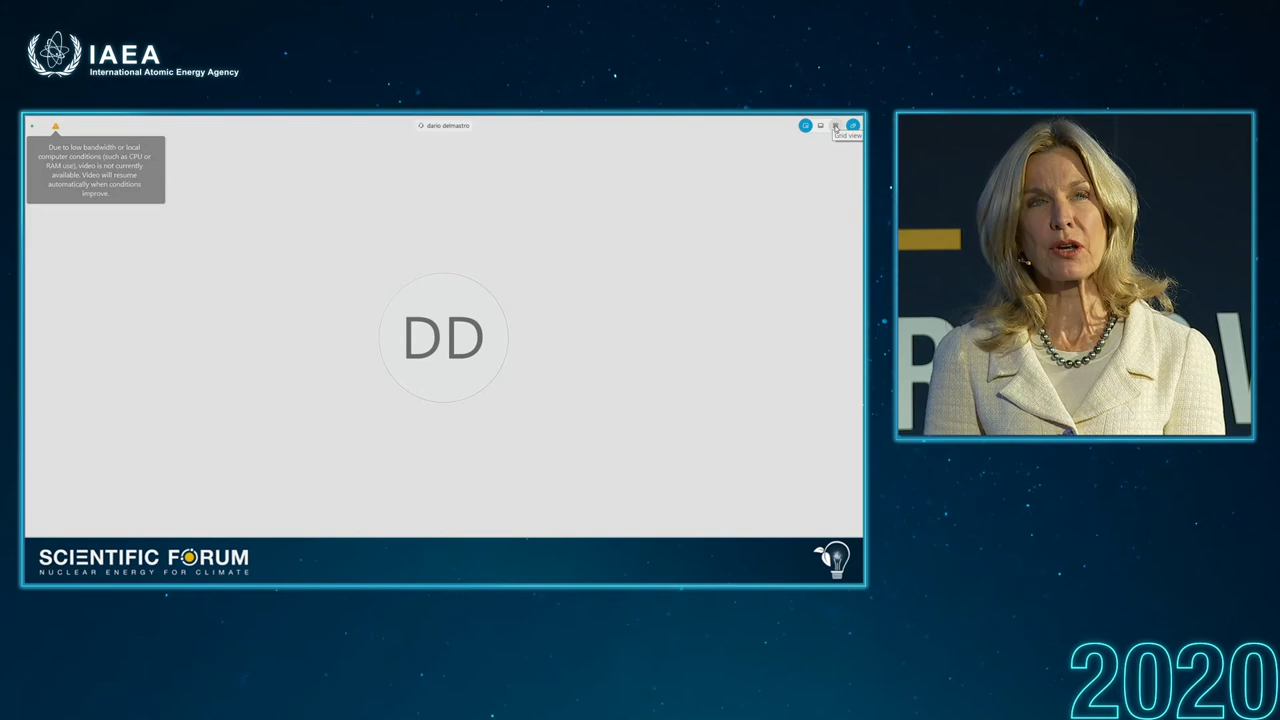 IAEA
International Atomic Energy Agency
dario delmastro
Grid view
Due to low bandwidth or local
computer conditions (such as CPU or
RAM use), video is not currently
available. Video will resume
automatically when conditions
improve.
DD
SCIENTIFIC FORUM
NUCLEAR ENERGY FOR CLIMATE
2020